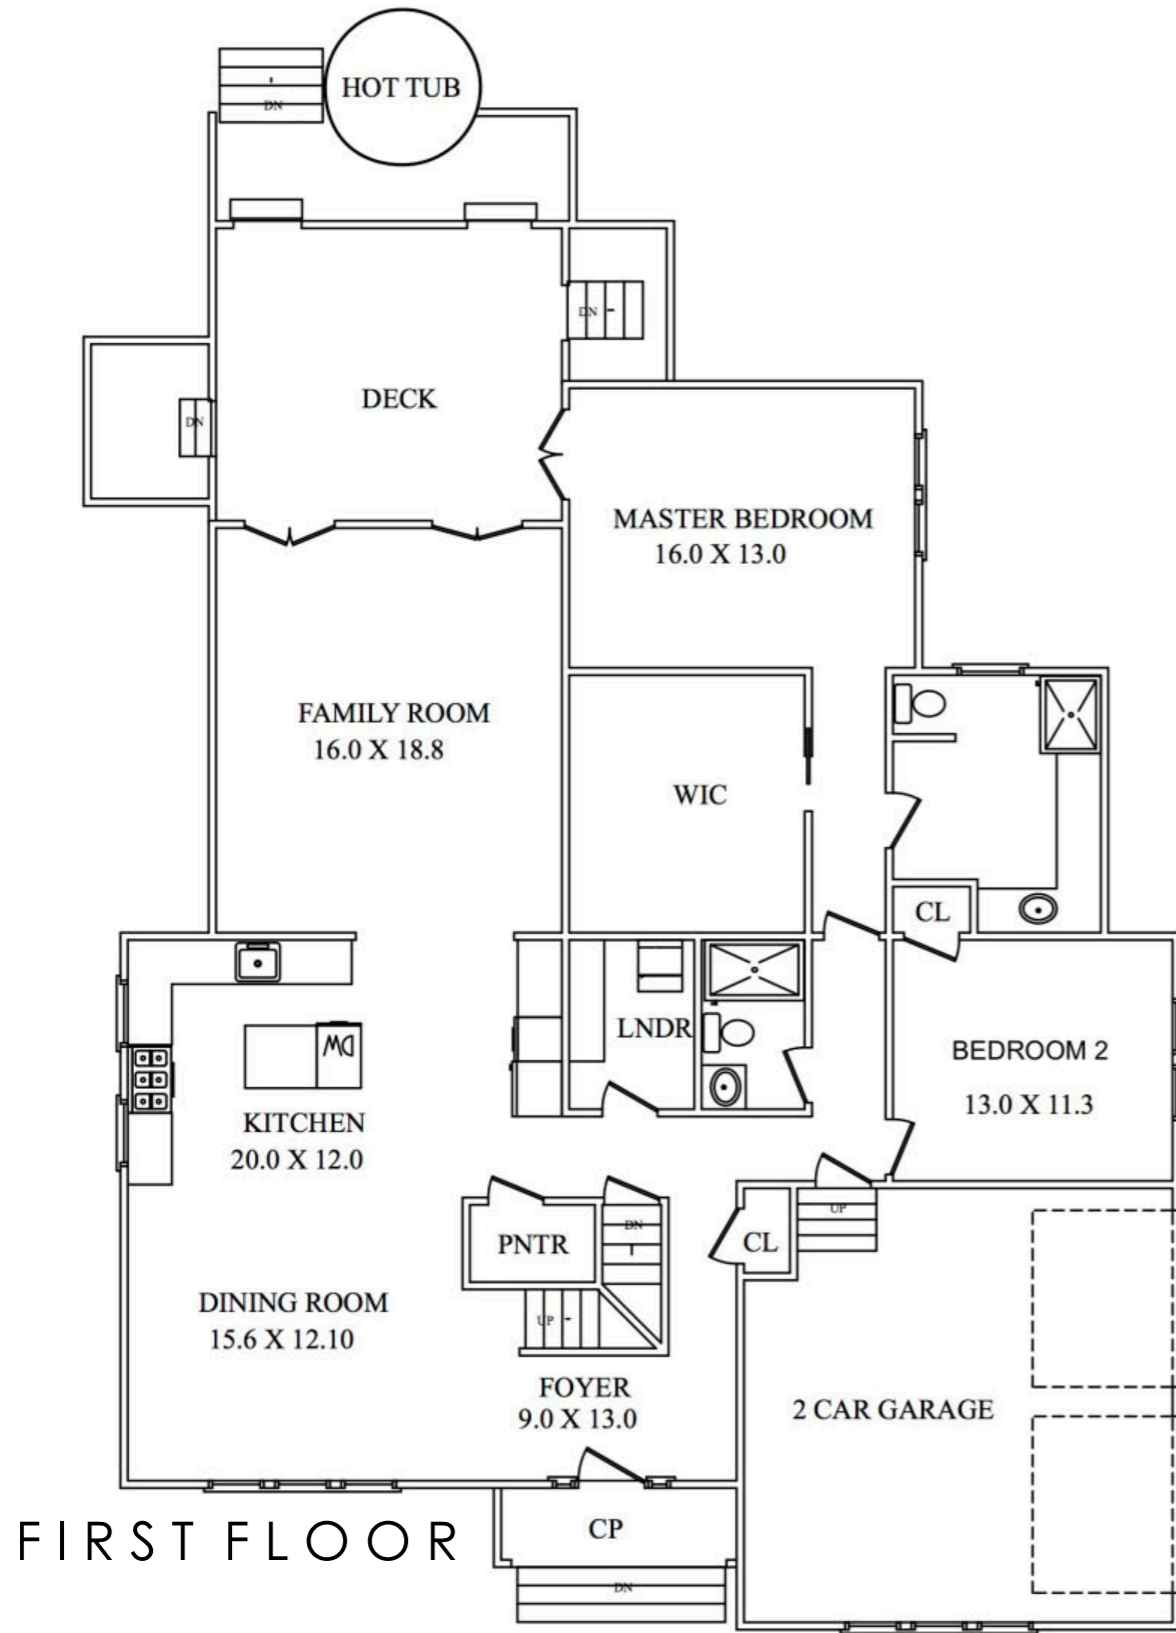 HOT TUB
DN
DN
DECK
DN
MASTER BEDROOM
16.0 X 13.0
FAMILY ROOM
16.0 X 18.8
WIC
CL
LNDR
DW
BEDROOM 2
13.0 X 11.3
KITCHEN
20.0 X 12.0
UP
DN
PNTR
CL
DINING ROOM
15.6 X 12.10
UP
FOYER
9.0 X 13.0
2 CAR GARAGE
FIRST FLOOR
CP
DN